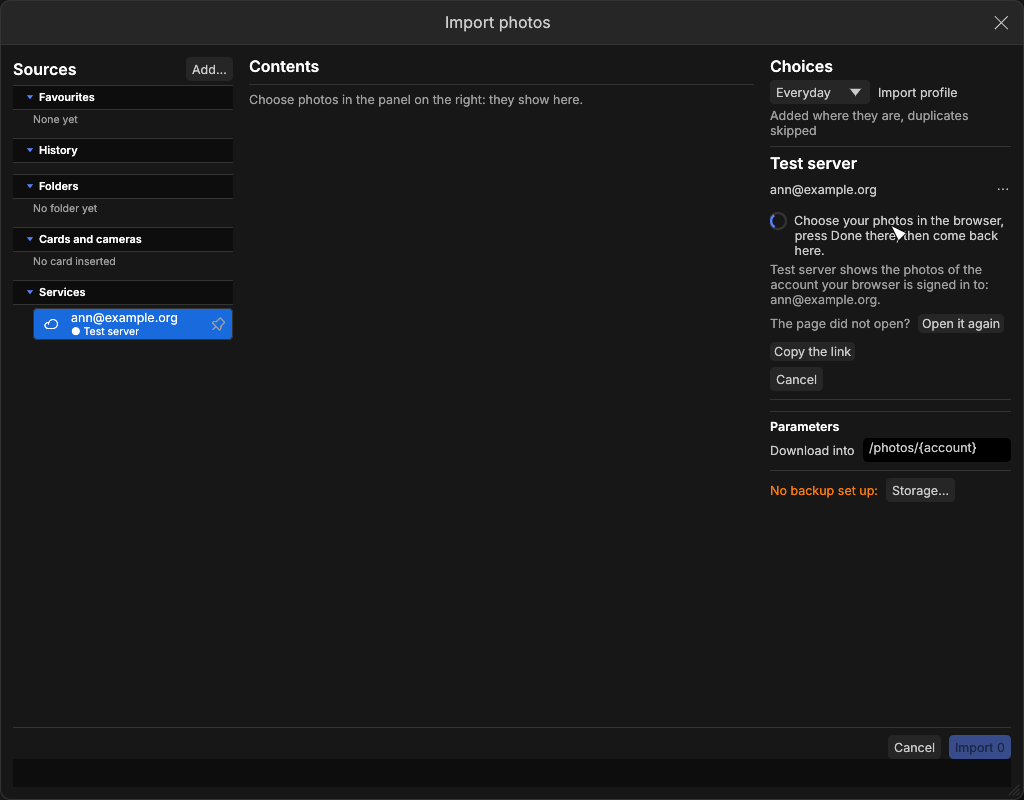 Import photos
Sources
Add...
Favourites
None yet
History
Folders
No folder yet
Cards and cameras
No card inserted
Services
ann@example.org
Test server
Contents
Choose photos in the panel on the right: they show here.
Choices
Everyday
Import profile
Added where they are, duplicates
skipped
Test server
ann@example.org
...
Choose your photos in the browser,
press Done there, then come back
here.
Test server shows the photos of the
account your browser is signed in to:
ann@example.org.
The page did not open?
Open it again
Copy the link
Cancel
Parameters
Download into
/photos/{account}
No backup set up:
Storage...
Cancel
Import 0